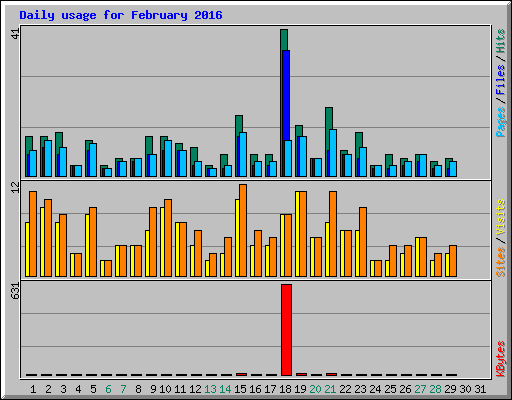 Daily usage for February 2016
41
Pages / Files / Hits
12
Sites / Visits
631
KBytes
1 2 3 4 5 6 7 8 9 10 11 12 13 14 15 16 17 18 19 20 21 22 23 24 25 26 27 28 29 30 31